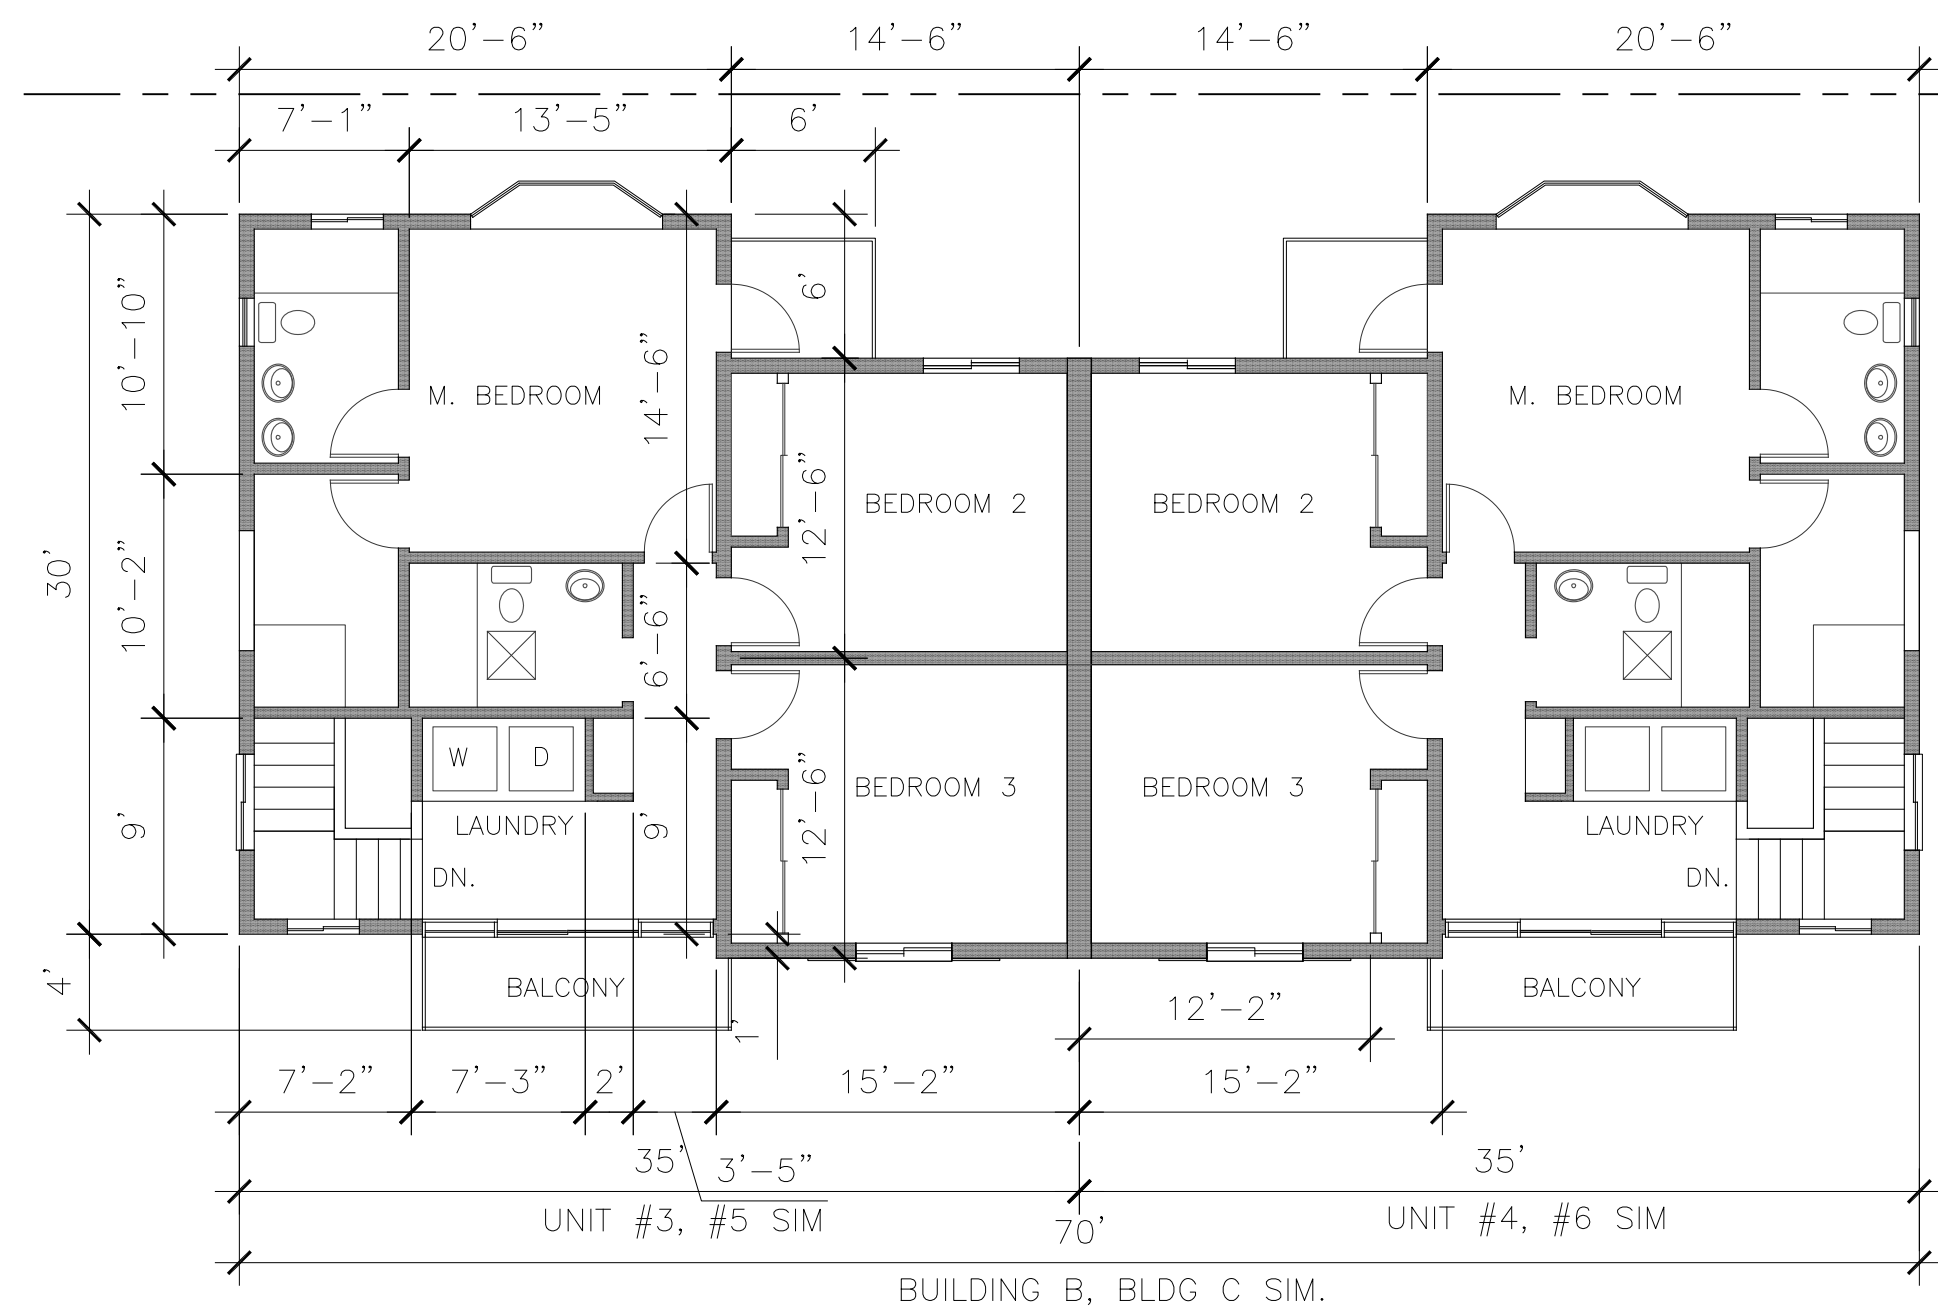 20'-6" 14'-6" 14'-6" 20'-6"
7'-1" 13'-5" 6'
6'
10'-10"
14'-6"
M. BEDROOM M. BEDROOM
12'-6"
BEDROOM 2 BEDROOM 2
30'
10'-2"
6'-6"
W D
BEDROOM 3 BEDROOM 3
12'-6"
9' 9'
LAUNDRY LAUNDRY
DN. DN.
4'
BALCONY BALCONY
12'-2"
1'
7'-2" 7'-3" 2' 15'-2" 15'-2"
35' 3'-5" 35'
UNIT #3, #5 SIM UNIT #4, #6 SIM
70'
BUILDING B, BLDG C SIM.